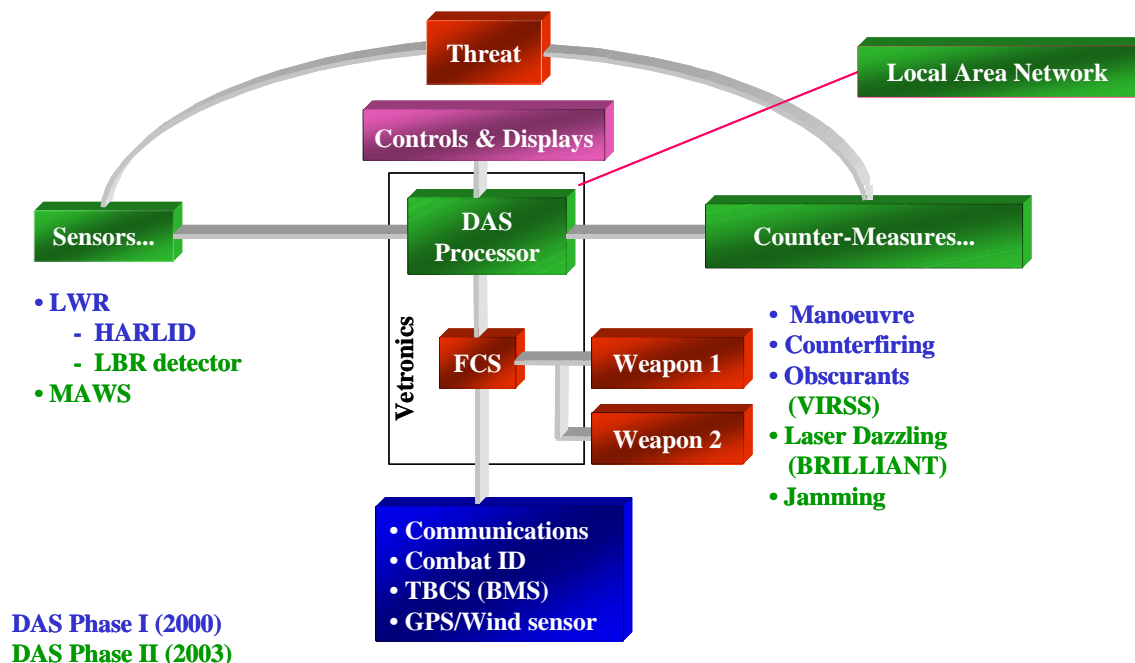 Threat
Local Area Network
Controls & Displays
Sensors...
DAS
Processor
Counter-Measures...
• LWR
- HARLID
- LBR detector
• MAWS
Vetronics
FCS
Weapon 1
Weapon 2
• Manoeuvre
• Counterfiring
• Obscurants
(VIRSS)
• Laser Dazzling
(BRILLIANT)
• Jamming
• Communications
• Combat ID
• TBCS (BMS)
• GPS/Wind sensor
DAS Phase I (2000)
DAS Phase II (2003)